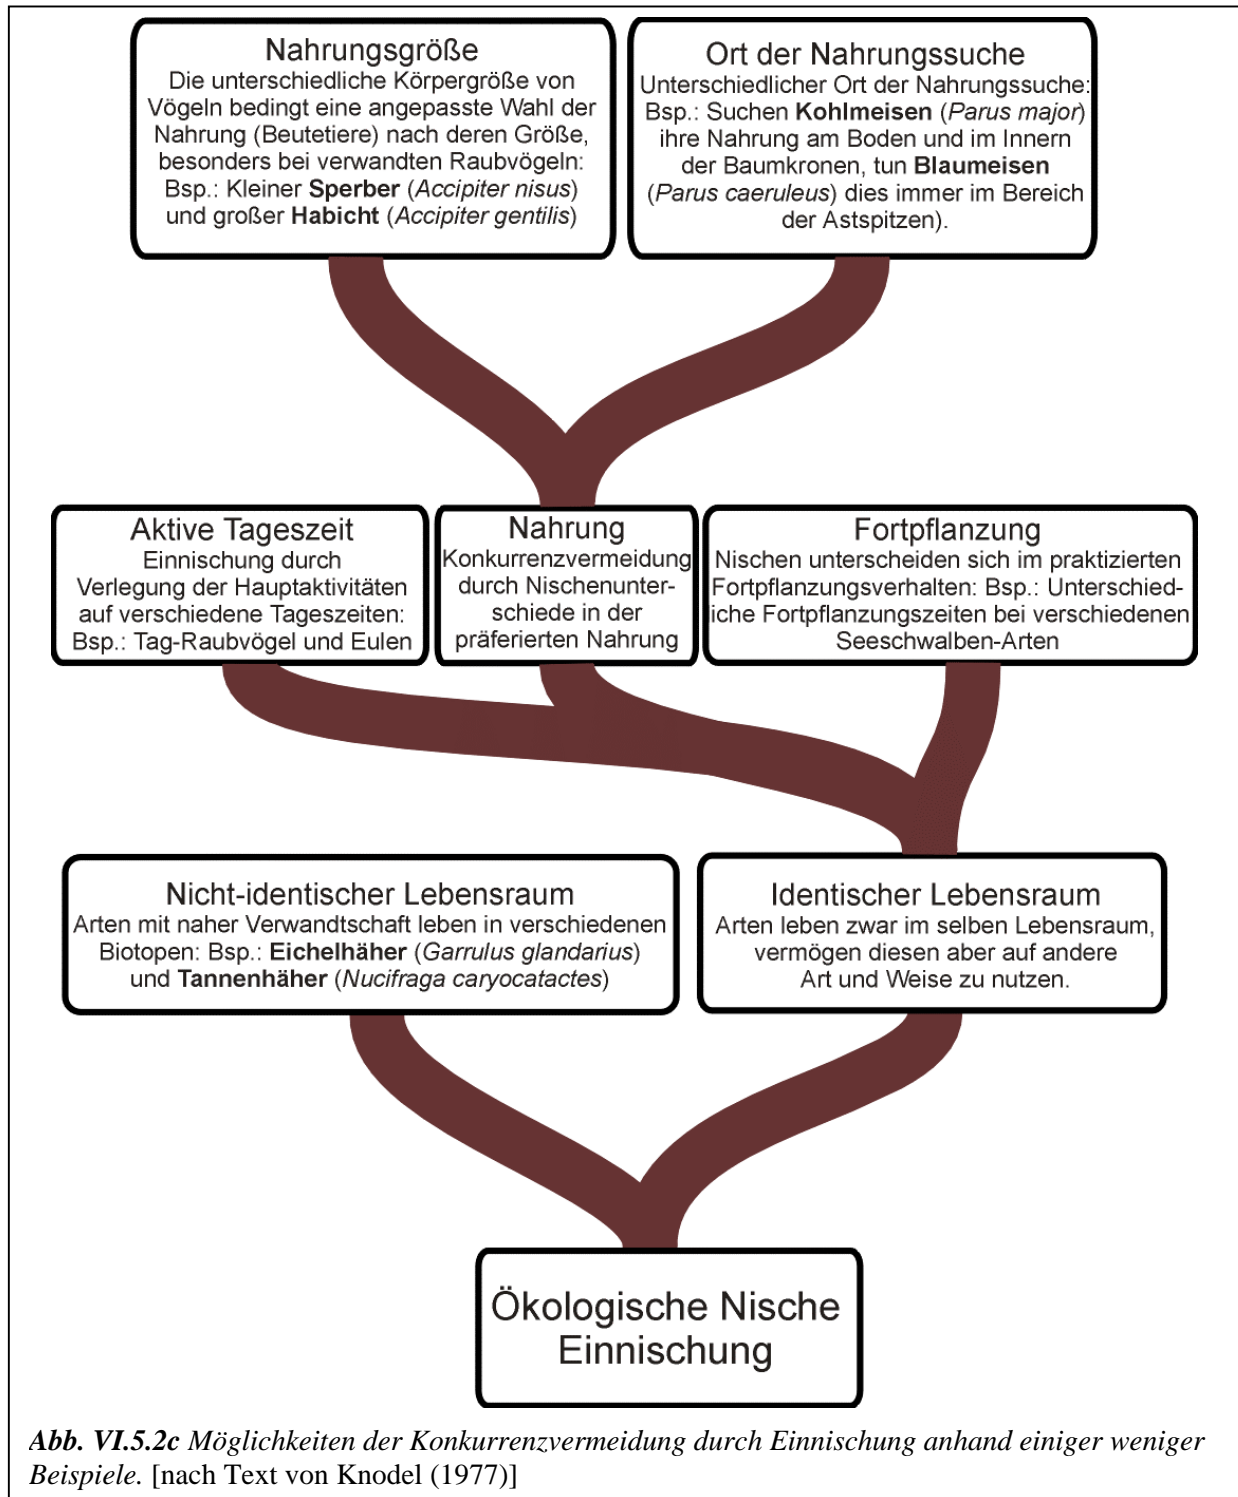 Nahrungsgröße
Die unterschiedliche Körpergröße von
Vögeln bedingt eine angepasste Wahl der
Nahrung (Beutetiere) nach deren Größe,
besonders bei verwandten Raubvögeln:
Bsp.: Kleiner Sperber (Accipiter nisus)
und großer Habicht (Accipiter gentilis)
Ort der Nahrungssuche
Unterschiedlicher Ort der Nahrungssuche:
Bsp.: Suchen Kohlmeisen (Parus major)
ihre Nahrung am Boden und im Innern
der Baumkronen, tun Blaumeisen
(Parus caeruleus) dies immer im Bereich
der Astspitzen).
Aktive Tageszeit
Einnischung durch
Verlegung der Hauptaktivitäten
auf verschiedene Tageszeiten:
Bsp.: Tag-Raubvögel und Eulen
Nahrung
Konkurrenzvermeidung
durch Nischenunter-
schiede in der
präferierten Nahrung
Fortpflanzung
Nischen unterscheiden sich im praktizierten
Fortpflanzungsverhalten: Bsp.: Unterschied-
liche Fortpflanzungszeiten bei verschiedenen
Seeschwalben-Arten
Nicht-identischer Lebensraum
Arten mit naher Verwandtschaft leben in verschiedenen
Biotopen: Bsp.: Eichelhäher (Garrulus glandarius)
und Tannenhäher (Nucifraga caryocatactes)
Identischer Lebensraum
Arten leben zwar im selben Lebensraum,
vermögen diesen aber auf andere
Art und Weise zu nutzen.
Ökologische Nische
Einnischung
Abb. VI.5.2c Möglichkeiten der Konkurrenzvermeidung durch Einnischung anhand einiger weniger
Beispiele. [nach Text von Knodel (1977)]